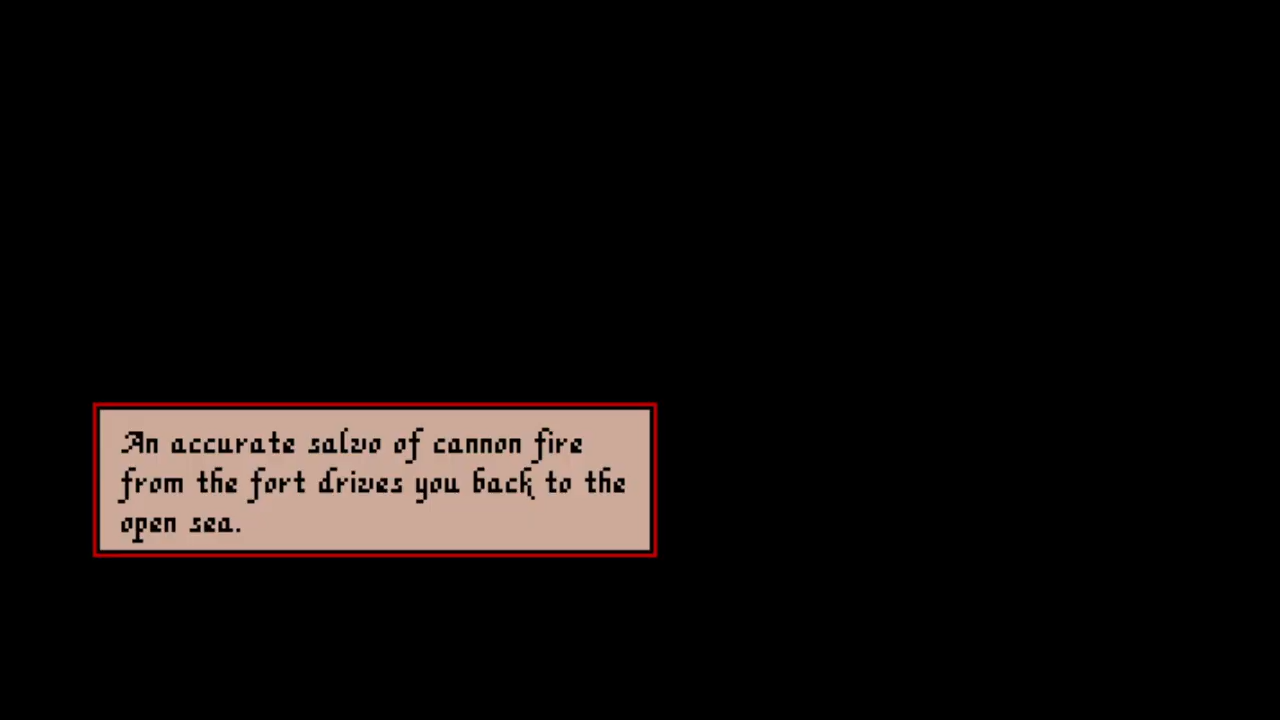 An accurate salvo of cannon fire
from the fort drives you back to the
open sea.